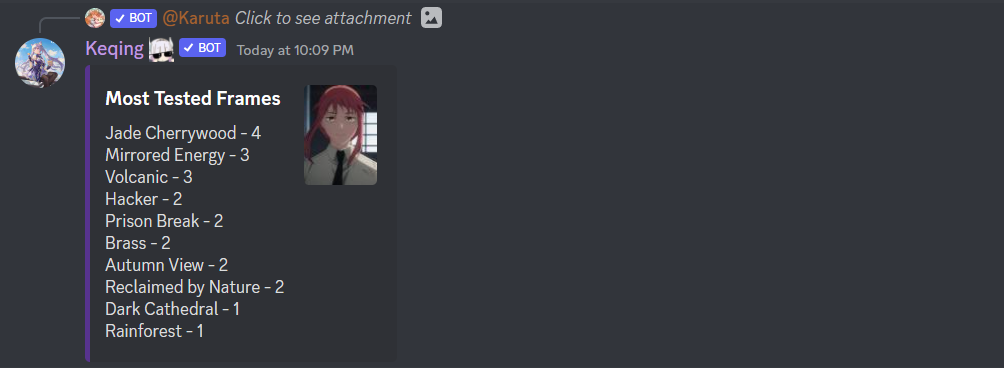 ✓ BOT @Karuta Click to see attachment
Keqing ✓ BOT Today at 10:09 PM
Most Tested Frames
Jade Cherrywood - 4
Mirrored Energy - 3
Volcanic - 3
Hacker - 2
Prison Break - 2
Brass - 2
Autumn View - 2
Reclaimed by Nature - 2
Dark Cathedral - 1
Rainforest - 1